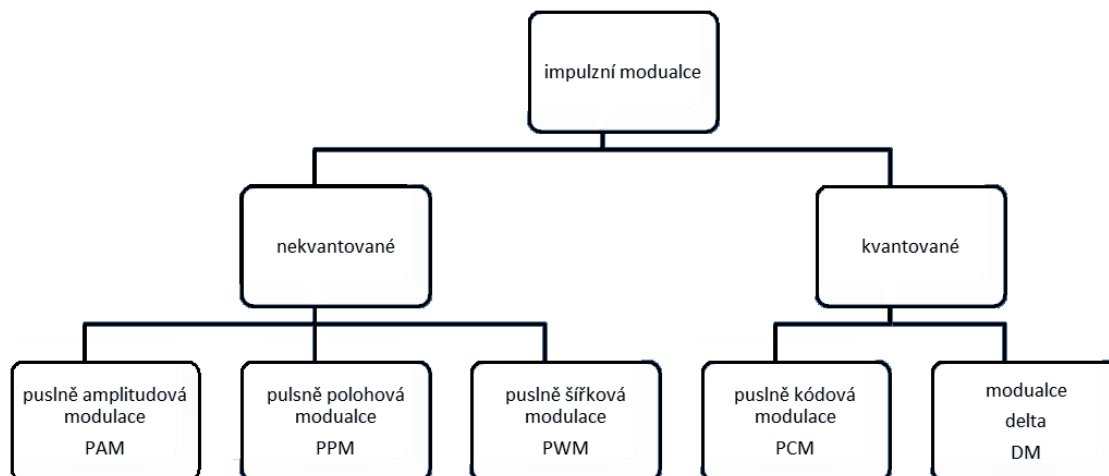 impulzní modualce
nekvantované
kvantované
puslně amplitudová
modulace
PAM
pulsně polohová
modualce
PPM
puslně šířková
modulace
PWM
puslně kódová
modulace
PCM
modualce
delta
DM